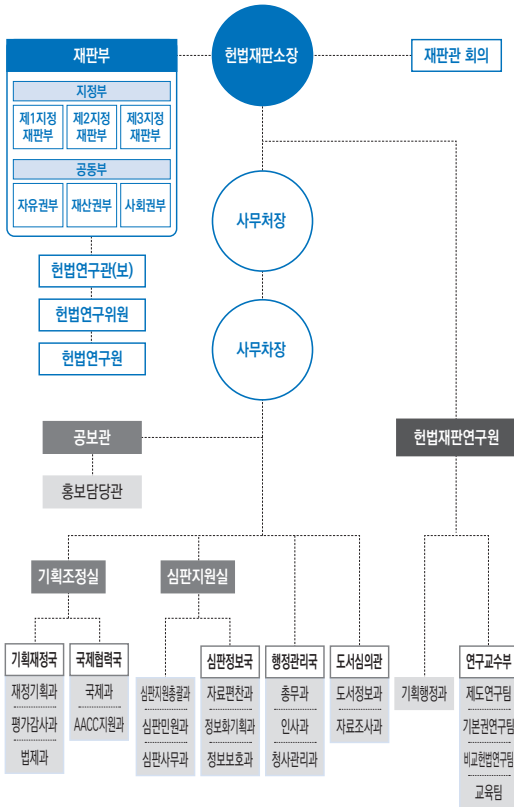 헌법재판소장
재판부
재판관 회의
지정부
제1지정 재판부
제2지정 재판부
제3지정 재판부
공동부
자유권부
재산권부
사회권부
헌법연구관(보)
헌법연구위원
헌법연구원
사무처장
사무차장
공보관
홍보담당관
헌법재판연구원
기획조정실
심판지원실
기획재정국
재정기획과
평가감사과
법제과
국제협력국
국제과
AACC지원과
심판지원총괄과
심판민원과
심판사무과
심판정보국
자료편찬과
정보화기획과
정보보호과
행정관리국
총무과
인사과
청사관리과
도서심의관
도서정보과
자료조사과
기획행정과
연구교수부
제도연구팀
기본권연구팀
비교헌법연구팀
교육팀